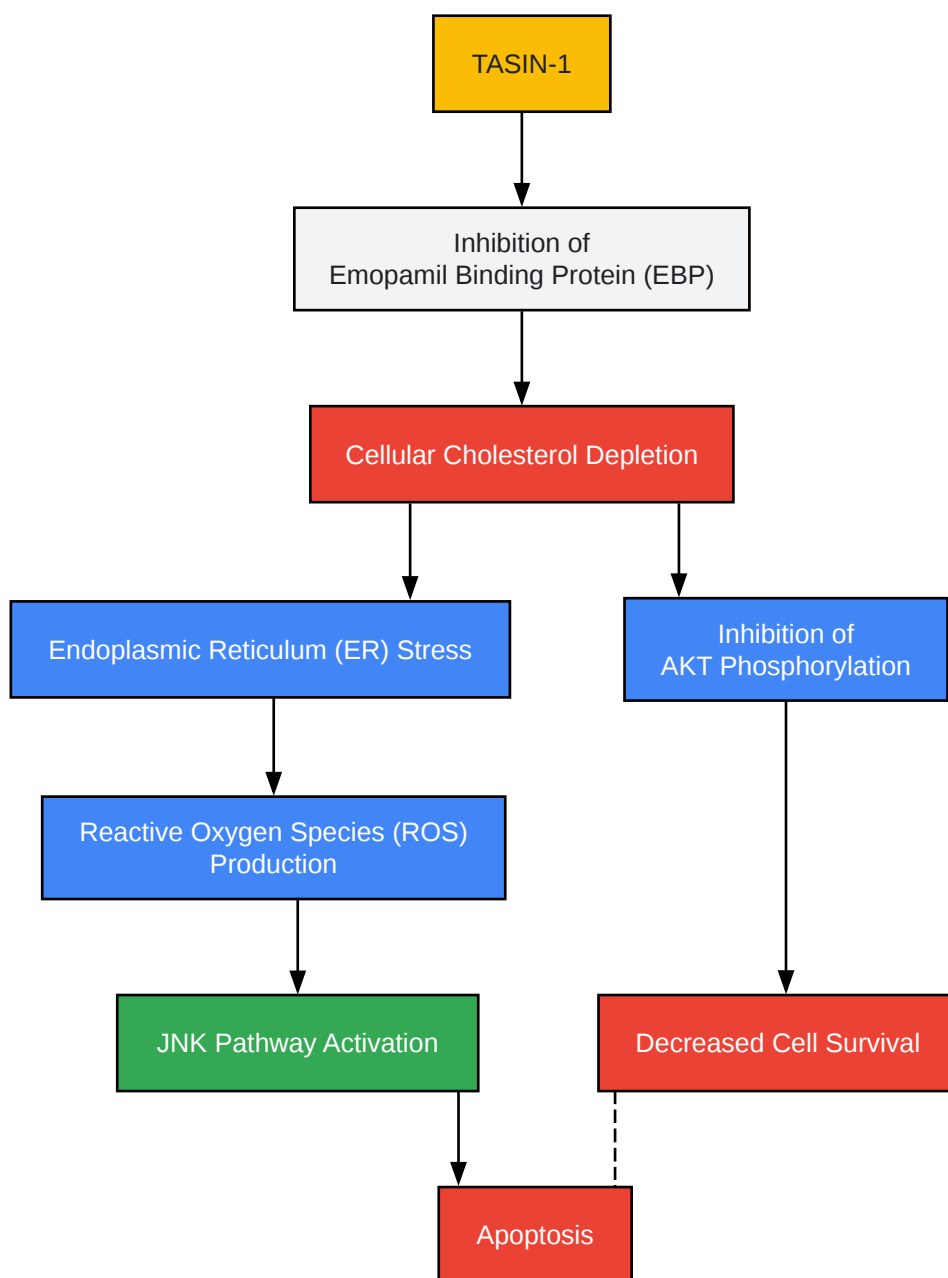 TASIN-1
Inhibition of
Emopamil Binding Protein (EBP)
Cellular Cholesterol Depletion
Endoplasmic Reticulum (ER) Stress
Inhibition of
AKT Phosphorylation
Reactive Oxygen Species (ROS)
Production
JNK Pathway Activation
Decreased Cell Survival
Apoptosis